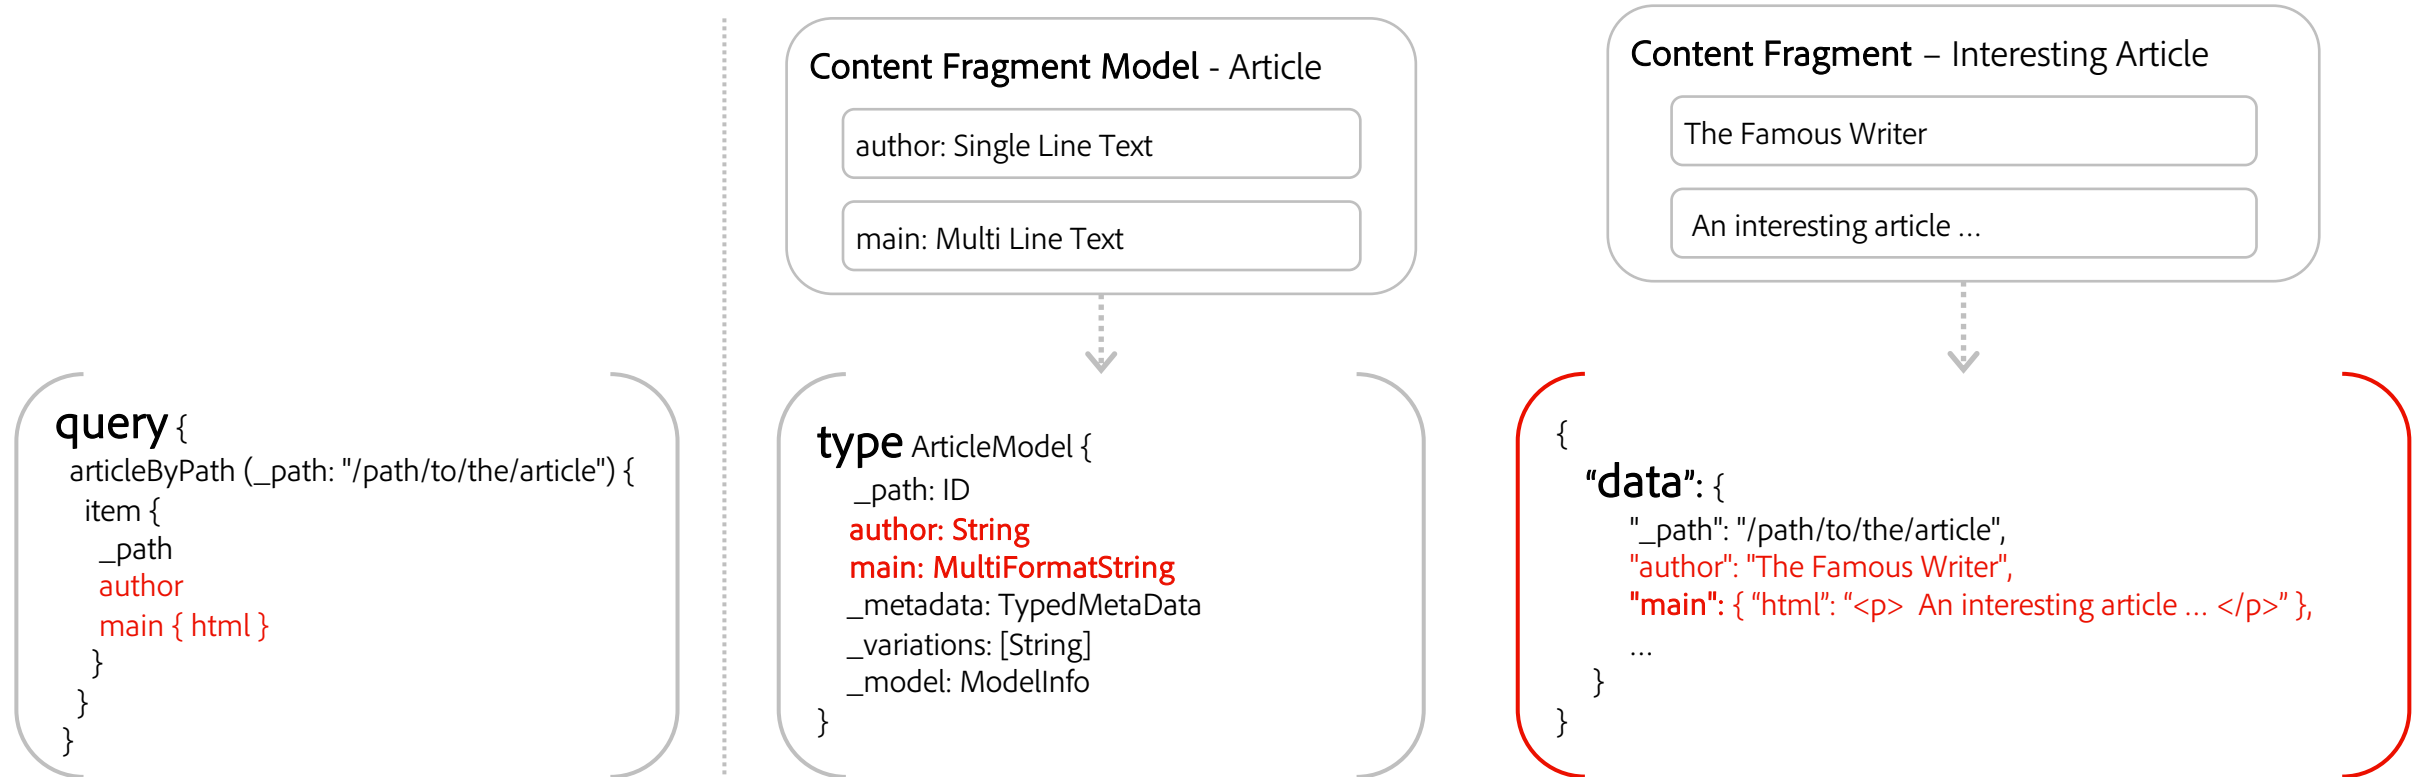 query {
articleByPath (_path: "/path/to/the/article") {
item {
_path
author
main { html }
}
}
}
Content Fragment Model - Article
author: Single Line Text
main: Multi Line Text
type ArticleModel {
_path: ID
author: String
main: MultiFormatString
_metadata: TypedMetaData
_variations: [String]
_model: ModelInfo
}
Content Fragment – Interesting Article
The Famous Writer
An interesting article ...
{
“data”: {
"_path": "/path/to/the/article",
"author": "The Famous Writer",
"main": { “html”: “<p>  An interesting article ... </p>” },
...
}
}